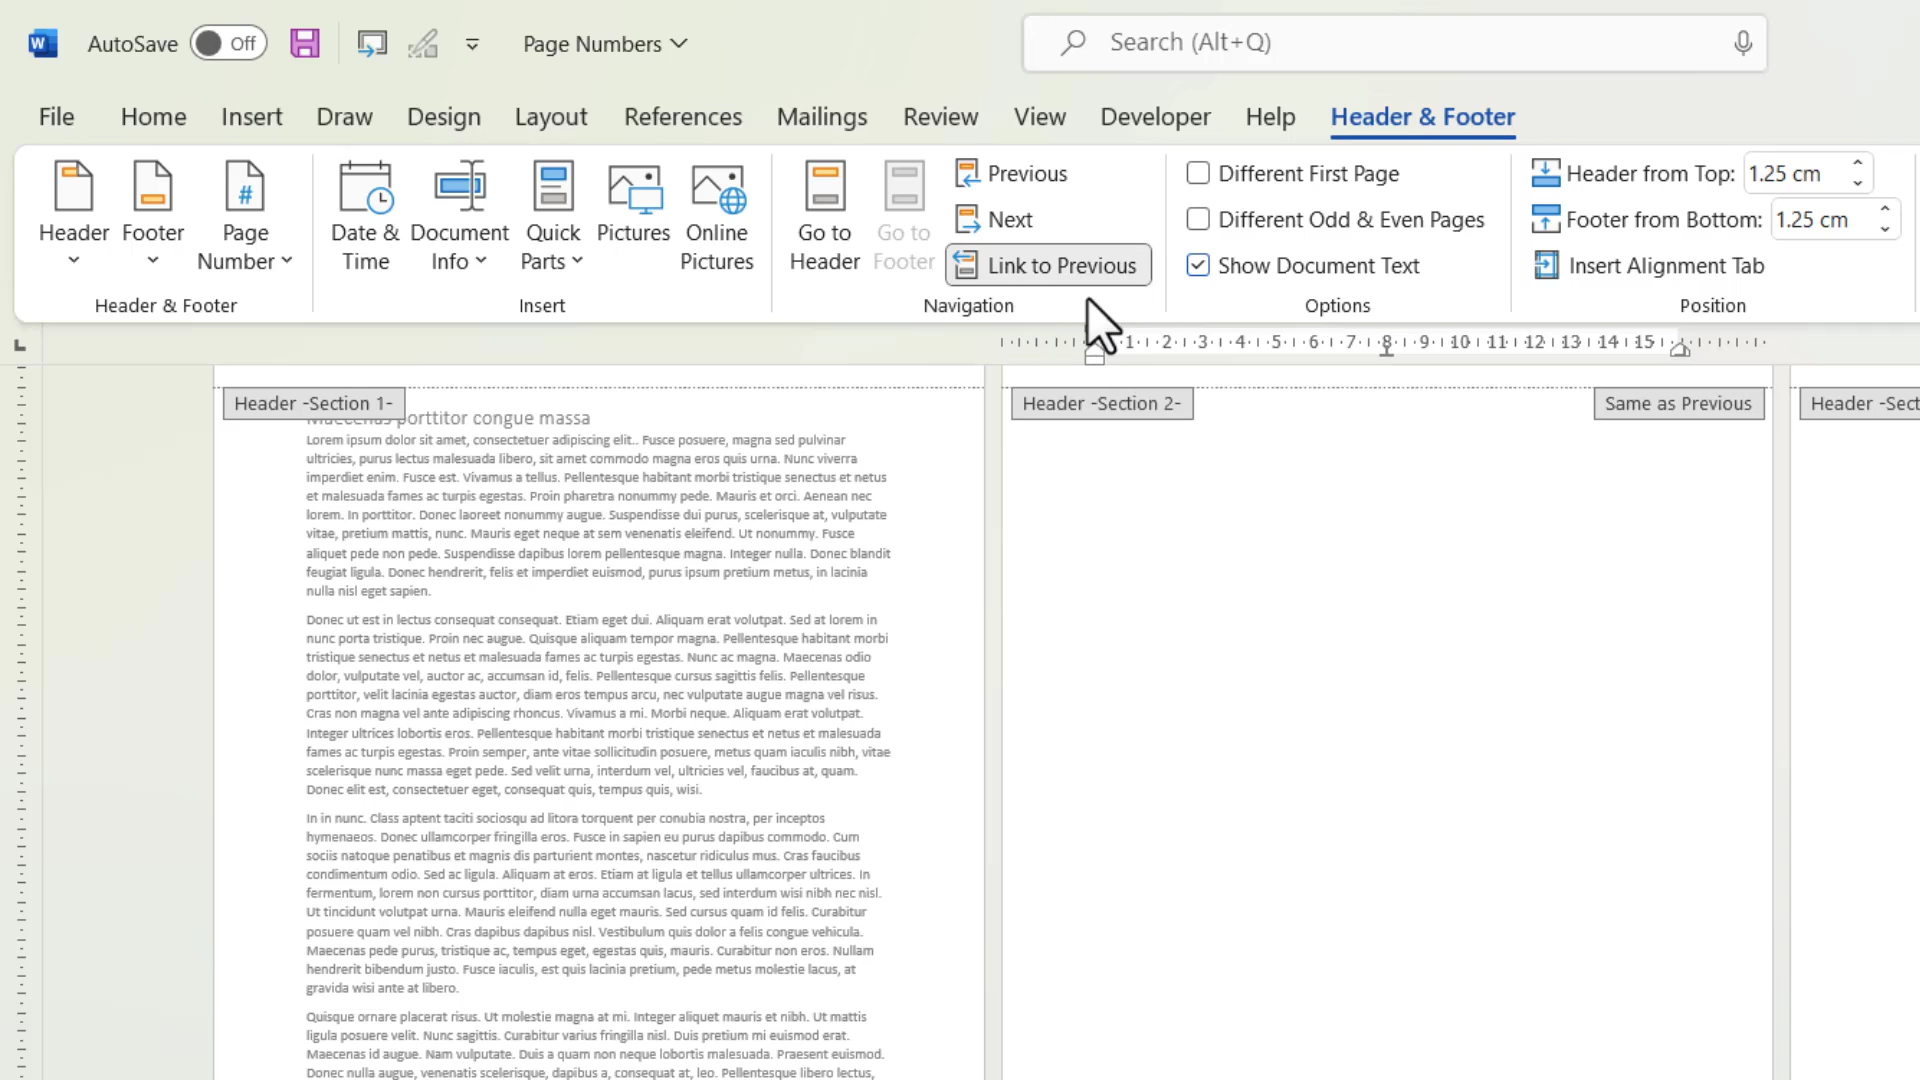 W AutoSave Off Page Numbers Search (Alt+Q)
File Home Insert Draw Design Layout References Mailings Review View Developer Help Header & Footer
Header
Footer
Page
Number
Header & Footer
Date &
Time
Document
Info
Quick
Parts
Pictures
Online
Pictures
Insert
Go to
Header
Go to
Footer
Previous
Next
Link to Previous
Navigation
Different First Page
Different Odd & Even Pages
Show Document Text
Options
Header from Top: 1.25 cm
Footer from Bottom: 1.25 cm
Insert Alignment Tab
Position
1 2 3 4 5 6 7 8 9 10 11 12 13 14 15
Header -Section 1-
porttitor congue massa
Lorem ipsum dolor sit amet, consectetuer adipiscing elit.. Fusce posuere, magna sed pulvinar
ultricies, purus lectus malesuada libero, sit amet commodo magna eros quis urna. Nunc viverra
imperdiet enim. Fusce est. Vivamus a tellus. Pellentesque habitant morbi tristique senectus et netus
et malesuada fames ac turpis egestas. Proin pharetra nonummy pede. Mauris et orci. Aenean nec
lorem. In porttitor. Donec laoreet nonummy augue. Suspendisse dui purus, scelerisque at, vulputate
vitae, pretium mattis, nunc. Mauris eget neque at sem venenatis eleifend. Ut nonummy. Fusce
aliquet pede non pede. Suspendisse dapibus lorem pellentesque magna. Integer nulla. Donec blandit
feugiat ligula. Donec hendrerit, felis et imperdiet euismod, purus ipsum pretium metus, in lacinia
nulla nisl eget sapien.
Donec ut est in lectus consequat consequat. Etiam eget dui. Aliquam erat volutpat. Sed at lorem in
nunc porta tristique. Proin nec augue. Quisque aliquam tempor magna. Pellentesque habitant morbi
tristique senectus et netus et malesuada fames ac turpis egestas. Nunc ac magna. Maecenas odio
dolor, vulputate vel, auctor ac, accumsan id, felis. Pellentesque cursus sagittis felis. Pellentesque
porttitor, velit lacinia egestas auctor, diam eros tempus arcu, nec vulputate augue magna vel risus.
Cras non magna vel ante adipiscing rhoncus. Vivamus a mi. Morbi neque. Aliquam erat volutpat.
Integer ultrices lobortis eros. Pellentesque habitant morbi tristique senectus et netus et malesuada
fames ac turpis egestas. Proin semper, ante vitae sollicitudin posuere, metus quam iaculis nibh, vitae
scelerisque nunc massa eget pede. Sed velit urna, interdum vel, ultricies vel, faucibus at, quam.
Donec elit est, consectetuer eget, consequat quis, tempus quis, wisi.
In in nunc. Class aptent taciti sociosqu ad litora torquent per conubia nostra, per inceptos
hymenaeos. Donec ullamcorper fringilla eros. Fusce in sapien eu purus dapibus commodo. Cum
sociis natoque penatibus et magnis dis parturient montes, nascetur ridiculus mus. Cras faucibus
condimentum odio. Sed ac ligula. Aliquam at eros. Etiam at ligula et tellus ullamcorper ultrices. In
fermentum, lorem non cursus porttitor, diam urna accumsan lacus, sed interdum wisi nibh nec nisl.
Ut tincidunt volutpat urna. Mauris eleifend nulla eget mauris. Sed cursus quam id felis. Curabitur
posuere quam vel nibh. Cras dapibus dapibus nisl. Vestibulum quis dolor a felis congue vehicula.
Maecenas pede purus, tristique ac, tempus eget, egestas quis, mauris. Curabitur non eros. Nullam
hendrerit bibendum justo. Fusce iaculis, est quis lacinia pretium, pede metus molestie lacus, at
gravida wisi ante at libero.
Quisque ornare placerat risus. Ut molestie magna at mi. Integer aliquet mauris et nibh. Ut mattis
ligula posuere velit. Nunc sagittis. Curabitur varius fringilla nisl. Duis pretium mi euismod erat.
Maecenas id augue. Nam vulputate. Duis a quam non neque lobortis malesuada. Praesent euismod.
Donec nulla augue, venenatis scelerisque, dapibus a, consequat at, leo. Pellentesque libero lectus,
Header -Section 2-
Same as Previous
Header -Sect